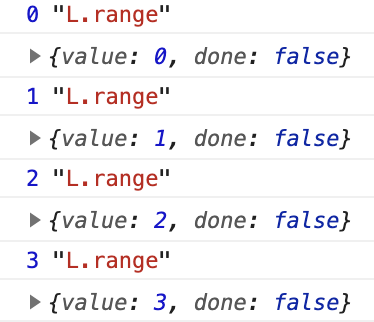 0 "L.range"
▶ {value: 0, done: false}
1 "L.range"
▶ {value: 1, done: false}
2 "L.range"
▶ {value: 2, done: false}
3 "L.range"
▶ {value: 3, done: false}